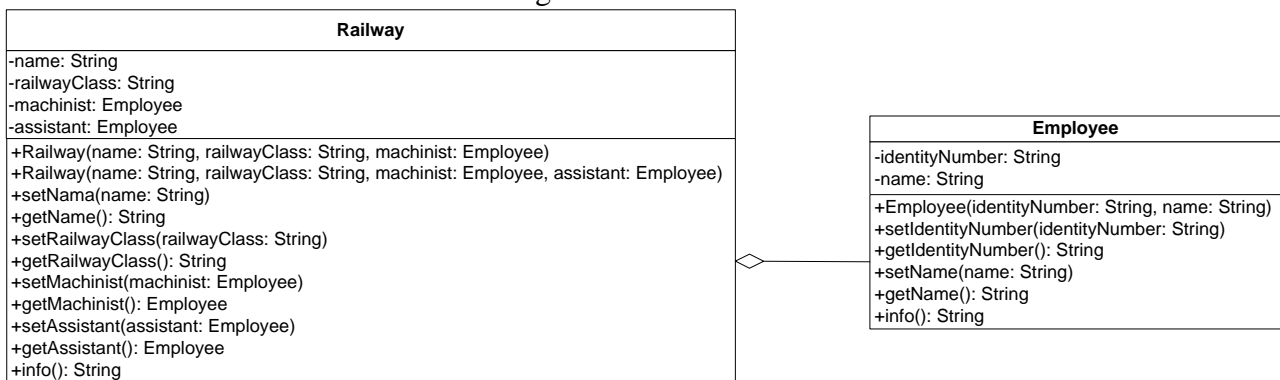 Railway
-name: String
-railwayClass: String
-machinist: Employee
-assistant: Employee
+Railway(name: String, railwayClass: String, machinist: Employee)
+Railway(name: String, railwayClass: String, machinist: Employee, assistant: Employee)
+setNama(name: String)
+getName(): String
+setRailwayClass(railwayClass: String)
+getRailwayClass(): String
+setMachinist(machinist: Employee)
+getMachinist(): Employee
+setAssistant(assistant: Employee)
+getAssistant(): Employee
+info(): String
Employee
-identityNumber: String
-name: String
+Employee(identityNumber: String, name: String)
+setIdentityNumber(identityNumber: String)
+getIdentityNumber(): String
+setName(name: String)
+getName(): String
+info(): String